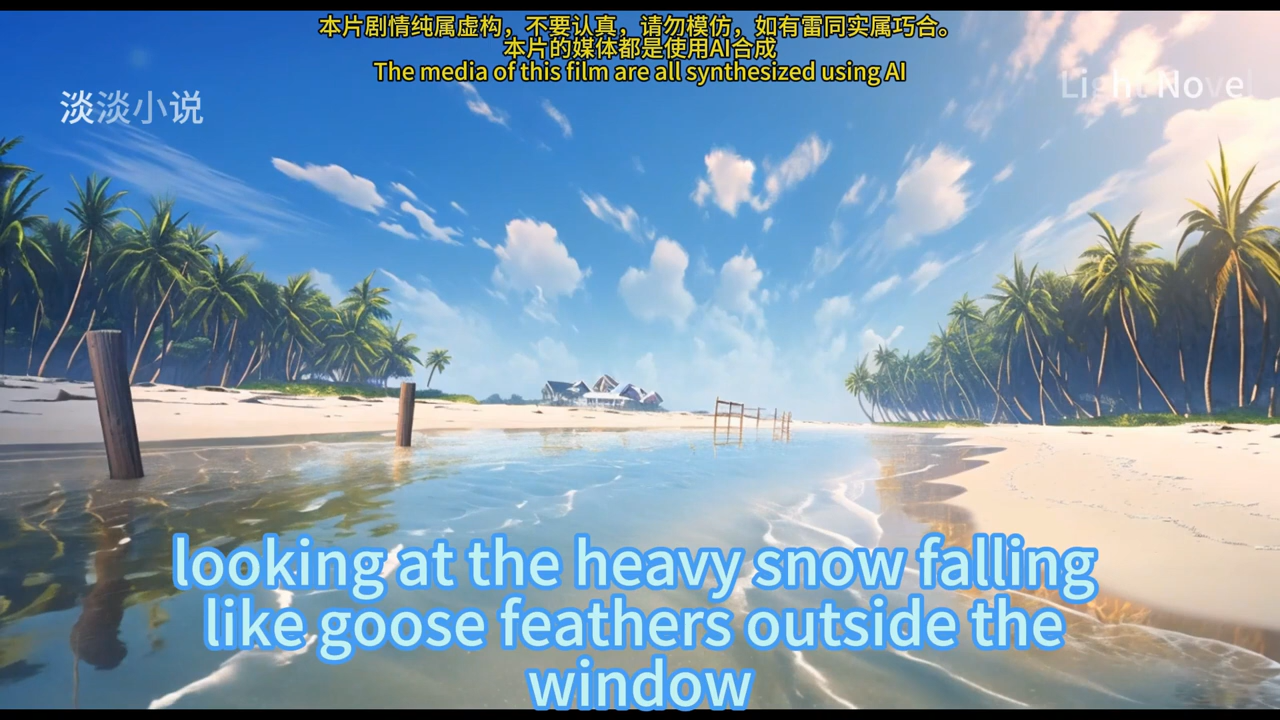 本片剧情纯属虚构，不要认真，请勿模仿，如有雷同实属巧合。
本片的媒体都是使用AI合成
The media of this film are all synthesized using AI
淡淡小说
Light Novel
looking at the heavy snow falling
like goose feathers outside the
window